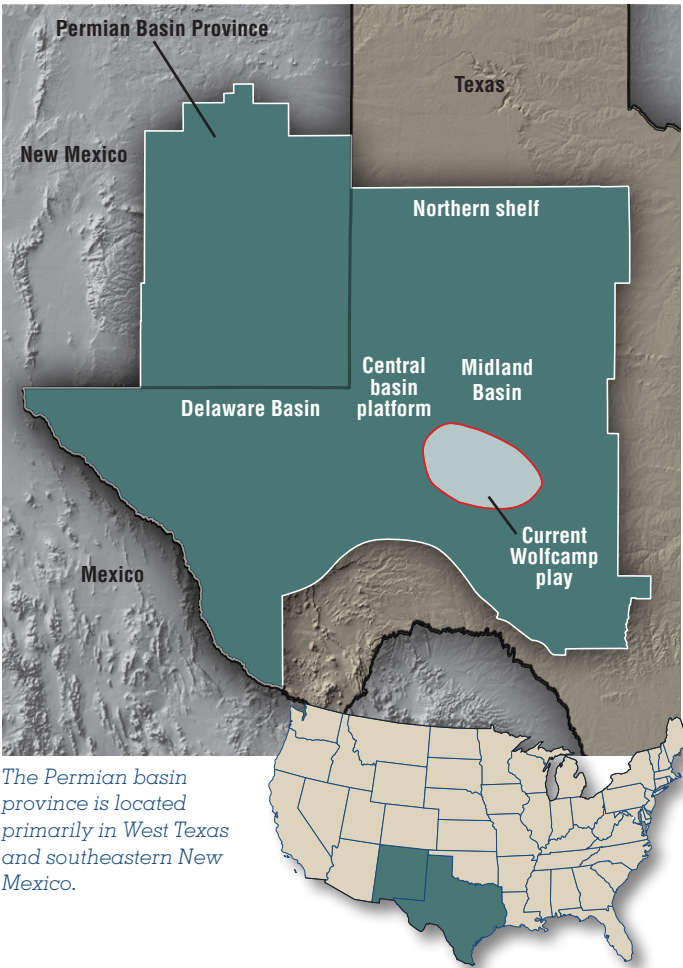 Permian Basin Province
Texas
New Mexico
Northern shelf
Central
basin
platform
Midland
Basin
Delaware Basin
Current
Wolfcamp
play
Mexico
The Permian basin
province is located
primarily in West Texas
and southeastern New
Mexico.